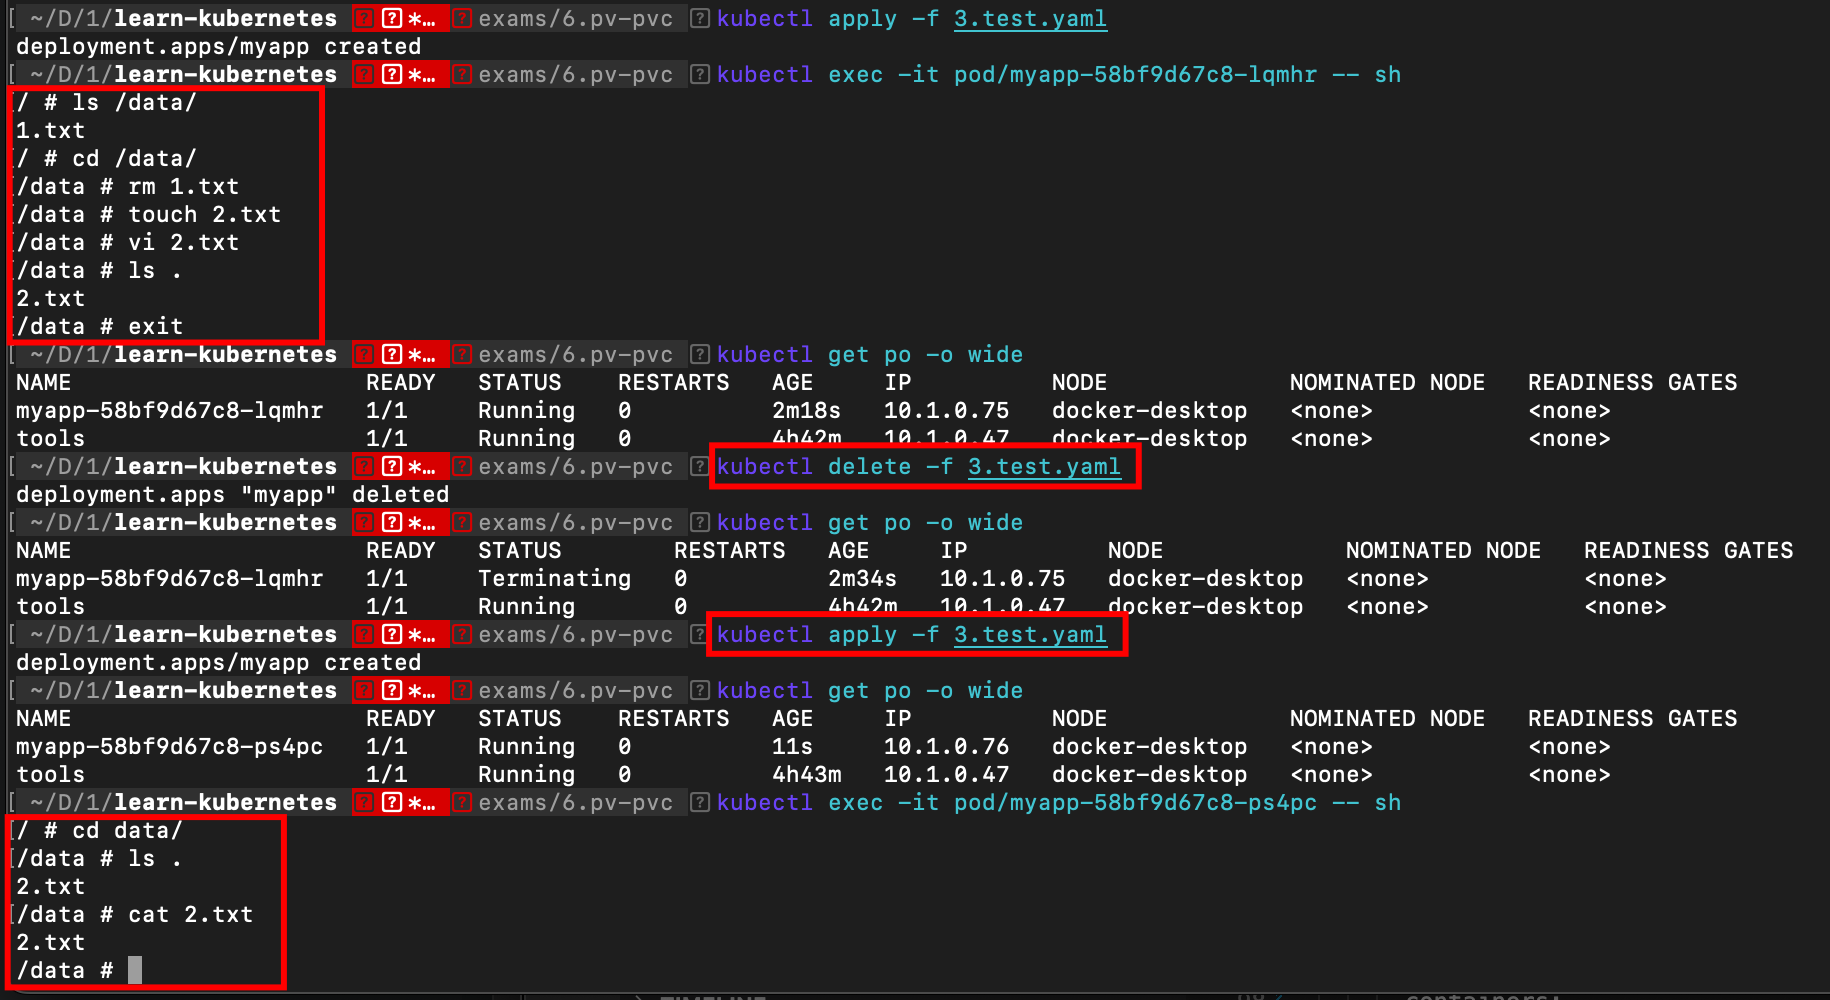 ~/D/1/learn-kubernetes *… exams/6.pv-pvc kubectl apply -f 3.test.yaml
deployment.apps/myapp created
~/D/1/learn-kubernetes *… exams/6.pv-pvc kubectl exec -it pod/myapp-58bf9d67c8-lqmhr -- sh
/ # ls /data/
1.txt
/ # cd /data/
/data # rm 1.txt
/data # touch 2.txt
/data # vi 2.txt
/data # ls .
2.txt
/data # exit
~/D/1/learn-kubernetes *… exams/6.pv-pvc kubectl get po -o wide
NAME READY STATUS RESTARTS AGE IP NODE NOMINATED NODE READINESS GATES
myapp-58bf9d67c8-lqmhr 1/1 Running 0 2m18s 10.1.0.75 docker-desktop <none> <none>
tools 1/1 Running 0 4h42m 10.1.0.47 docker-desktop <none> <none>
~/D/1/learn-kubernetes *… exams/6.pv-pvc kubectl delete -f 3.test.yaml
deployment.apps "myapp" deleted
~/D/1/learn-kubernetes *… exams/6.pv-pvc kubectl get po -o wide
NAME READY STATUS RESTARTS AGE IP NODE NOMINATED NODE READINESS GATES
myapp-58bf9d67c8-lqmhr 1/1 Terminating 0 2m34s 10.1.0.75 docker-desktop <none> <none>
tools 1/1 Running 0 4h42m 10.1.0.47 docker-desktop <none> <none>
~/D/1/learn-kubernetes *… exams/6.pv-pvc kubectl apply -f 3.test.yaml
deployment.apps/myapp created
~/D/1/learn-kubernetes *… exams/6.pv-pvc kubectl get po -o wide
NAME READY STATUS RESTARTS AGE IP NODE NOMINATED NODE READINESS GATES
myapp-58bf9d67c8-ps4pc 1/1 Running 0 11s 10.1.0.76 docker-desktop <none> <none>
tools 1/1 Running 0 4h43m 10.1.0.47 docker-desktop <none> <none>
~/D/1/learn-kubernetes *… exams/6.pv-pvc kubectl exec -it pod/myapp-58bf9d67c8-ps4pc -- sh
/ # cd data/
/data # ls .
2.txt
/data # cat 2.txt
2.txt
/data #